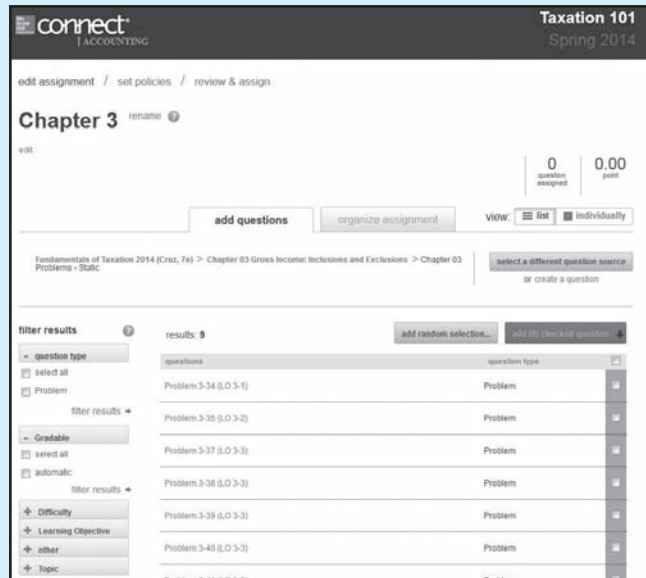 Mc Graw Hill connect®
| ACCOUNTING
Taxation 101
Spring 2014
edit assignment / set policies / review & assign
Chapter 3 rename ?
edit
0
question
assigned
0.00
point
add questions
organize assignment
view: list individually
Fundamentals of Taxation 2014 (Cruz, 7e) > Chapter 03 Gross Income: Inclusions and Exclusions > Chapter 03
Problems - Static
select a different question source
or create a question
filter results ?
results: 9
add random selection...
add (0) checked question
- question type
select all
Problem
filter results
- Gradable
select all
automatic
filter results
+ Difficulty
+ Learning Objective
+ other
+ Topic
questions question type
Problem 3-34 (LO 3-1) Problem
Problem 3-35 (LO 3-2) Problem
Problem 3-37 (LO 3-3) Problem
Problem 3-38 (LO 3-3) Problem
Problem 3-39 (LO 3-3) Problem
Problem 3-40 (LO 3-3) Problem